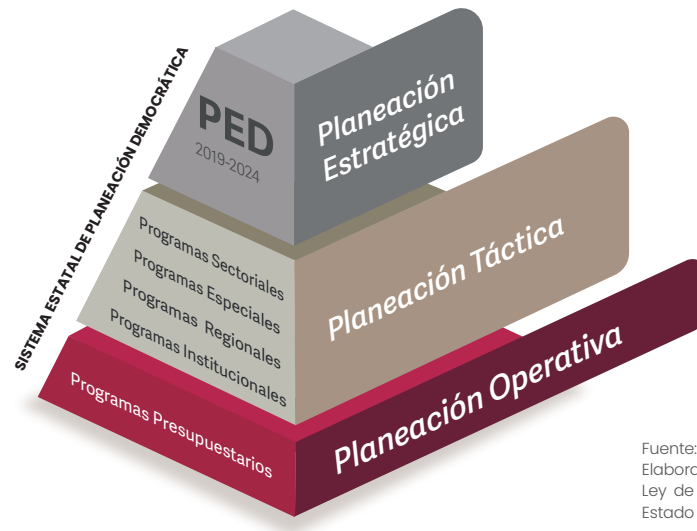 SISTEMA ESTATAL DE PLANEACIÓN DEMOCRÁTICA
PED
2019-2024
Planeación
Estratégica
Programas Sectoriales
Programas Especiales
Programas Regionales
Programas Institucionales
Planeación Táctica
Programas Presupuestarios
Planeación Operativa
Fuente:
Elabora
Ley de
Estado